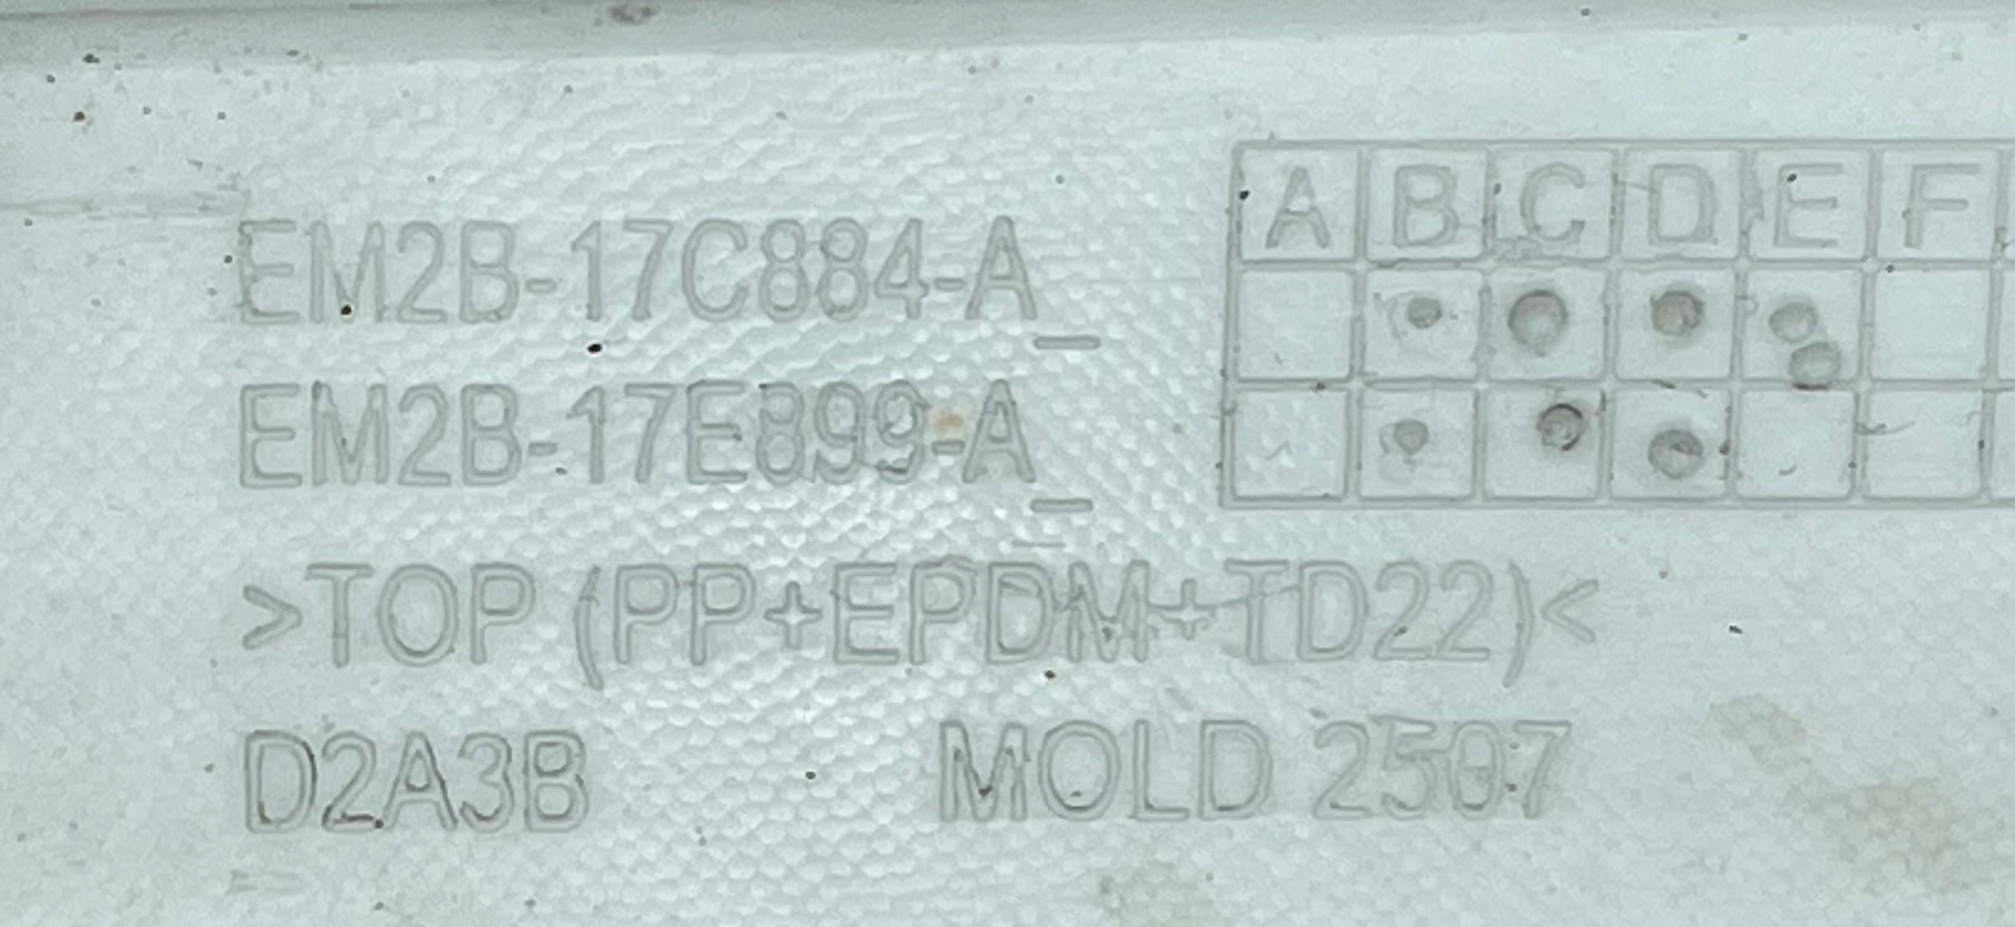 A B C D E F
EM2B-17C884-A_
EM2B-17E899-A_
>TOP (PP+EPDM+TD22)<
D2A3B MOLD 2507